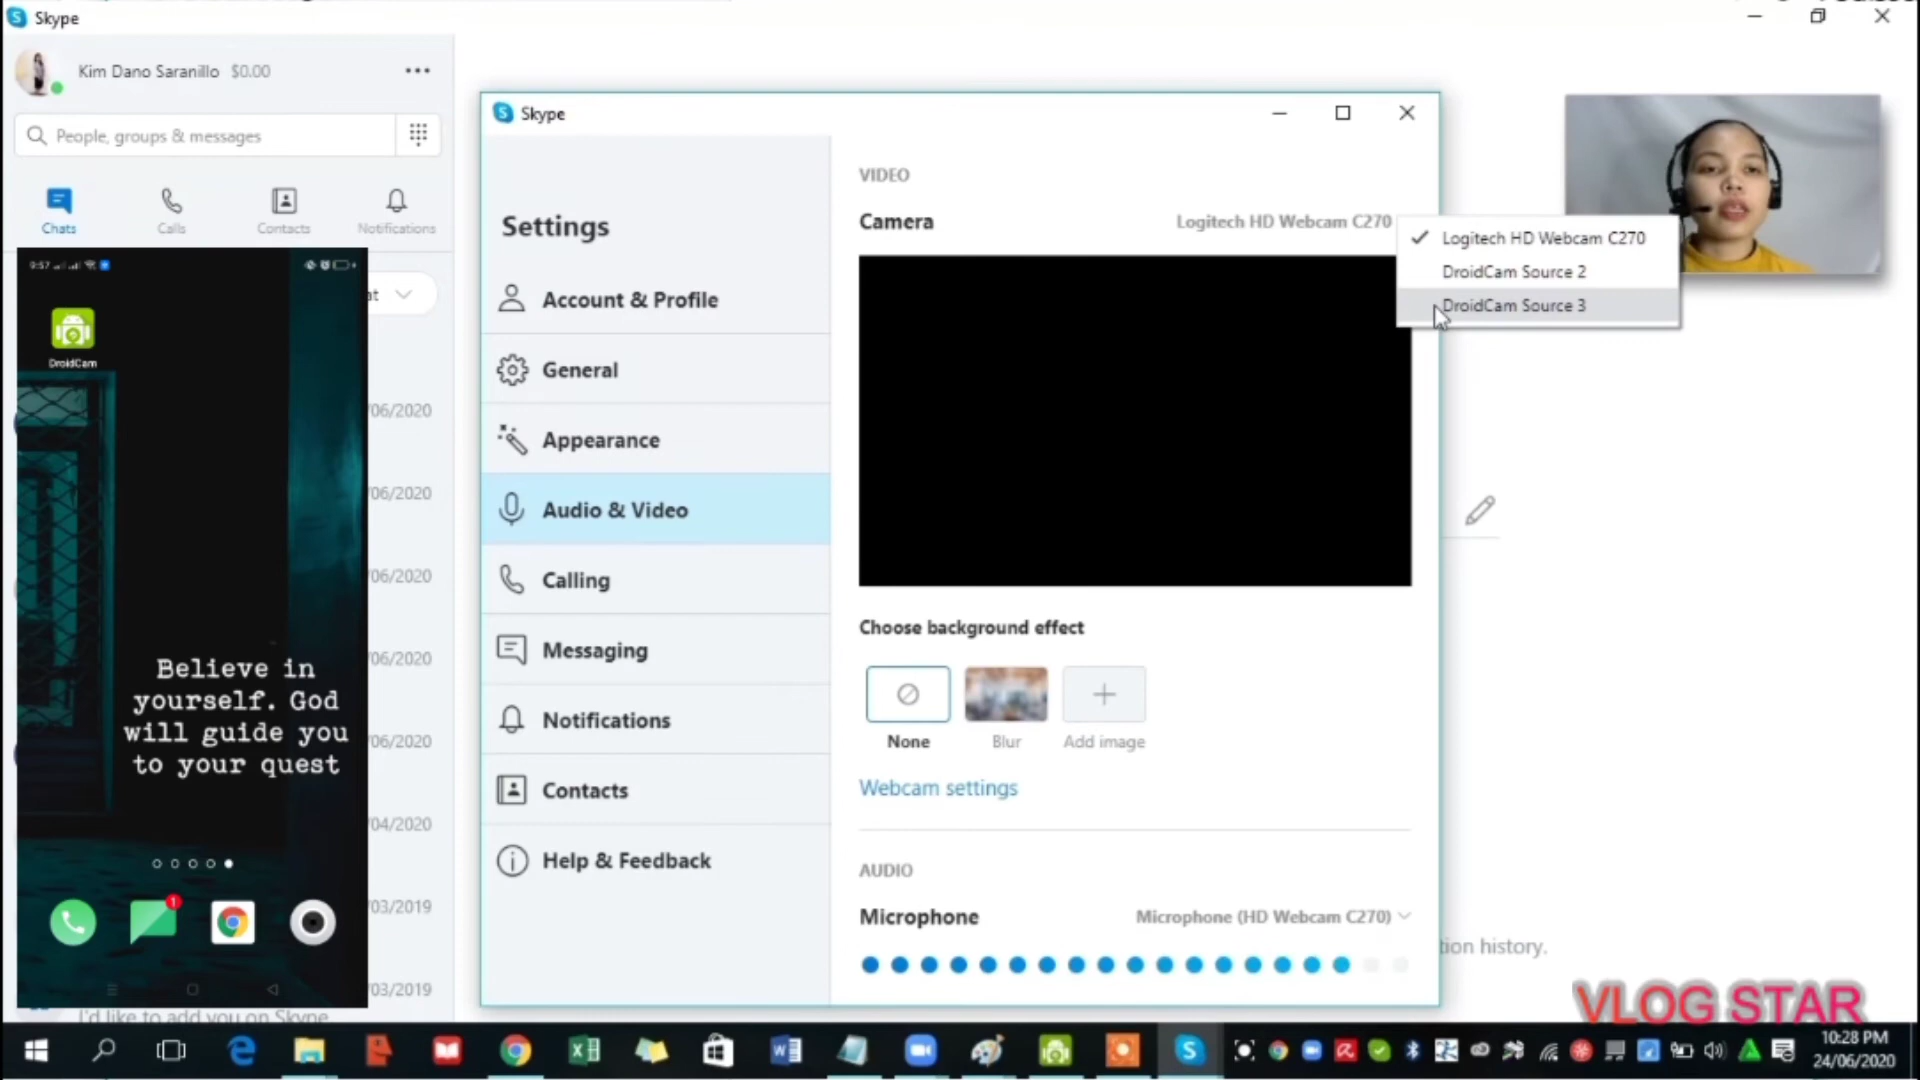 Skype
Kim Dano Saranillo $0.00
People, groups & messages
Chats
Calls
Contacts
Notifications
9:57
at
DroidCam
/06/2020
/06/2020
/06/2020
/06/2020
/06/2020
/04/2020
/03/2019
/03/2019
Believe in
yourself. God
will guide you
to your quest
1
I'd like to add you on Skype
Skype
Settings
Account & Profile
General
Appearance
Audio & Video
Calling
Messaging
Notifications
Contacts
Help & Feedback
VIDEO
Camera
Logitech HD Webcam C270
Logitech HD Webcam C270
DroidCam Source 2
DroidCam Source 3
Choose background effect
None
Blur
Add image
Webcam settings
AUDIO
Microphone
Microphone (HD Webcam C270)
tion history.
VLOG STAR
10:28 PM
24/06/2020